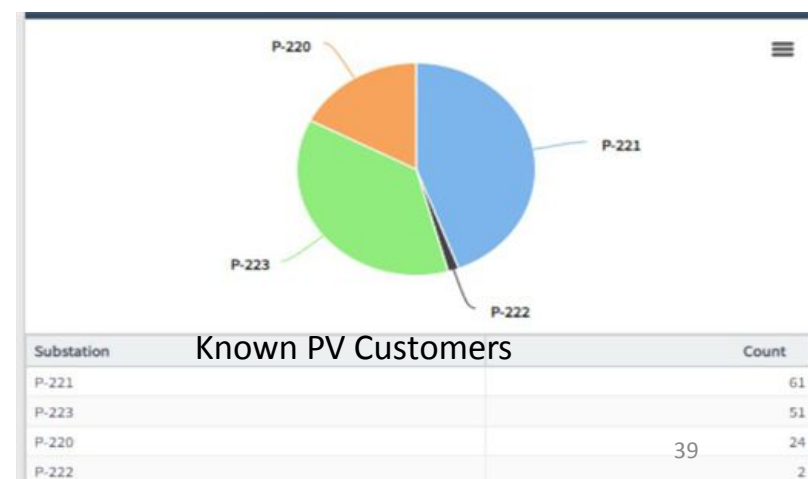 P-220
P-221
P-223
P-222
Substation Known PV Customers Count
P-221 61
P-223 51
P-220 24
39
P-222 2